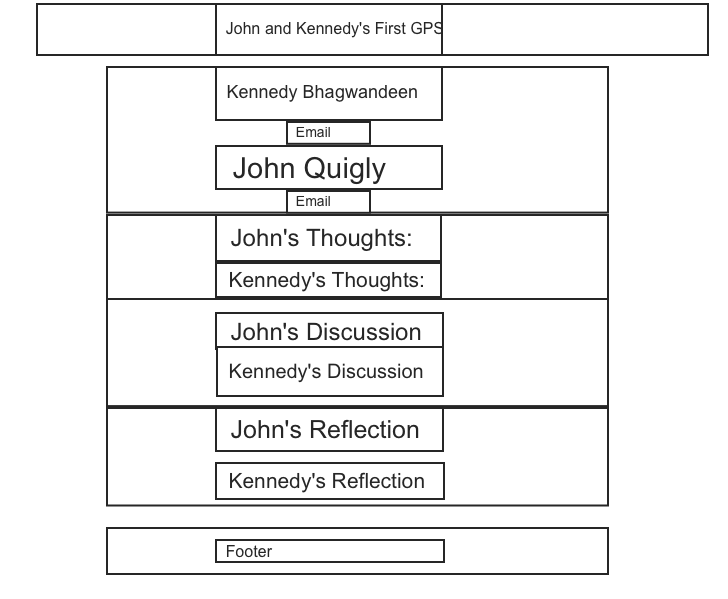 John and Kennedy's First GPS
Kennedy Bhagwandeen
Email
John Quigly
Email
John's Thoughts:
Kennedy's Thoughts:
John's Discussion
Kennedy's Discussion
John's Reflection
Kennedy's Reflection
Footer